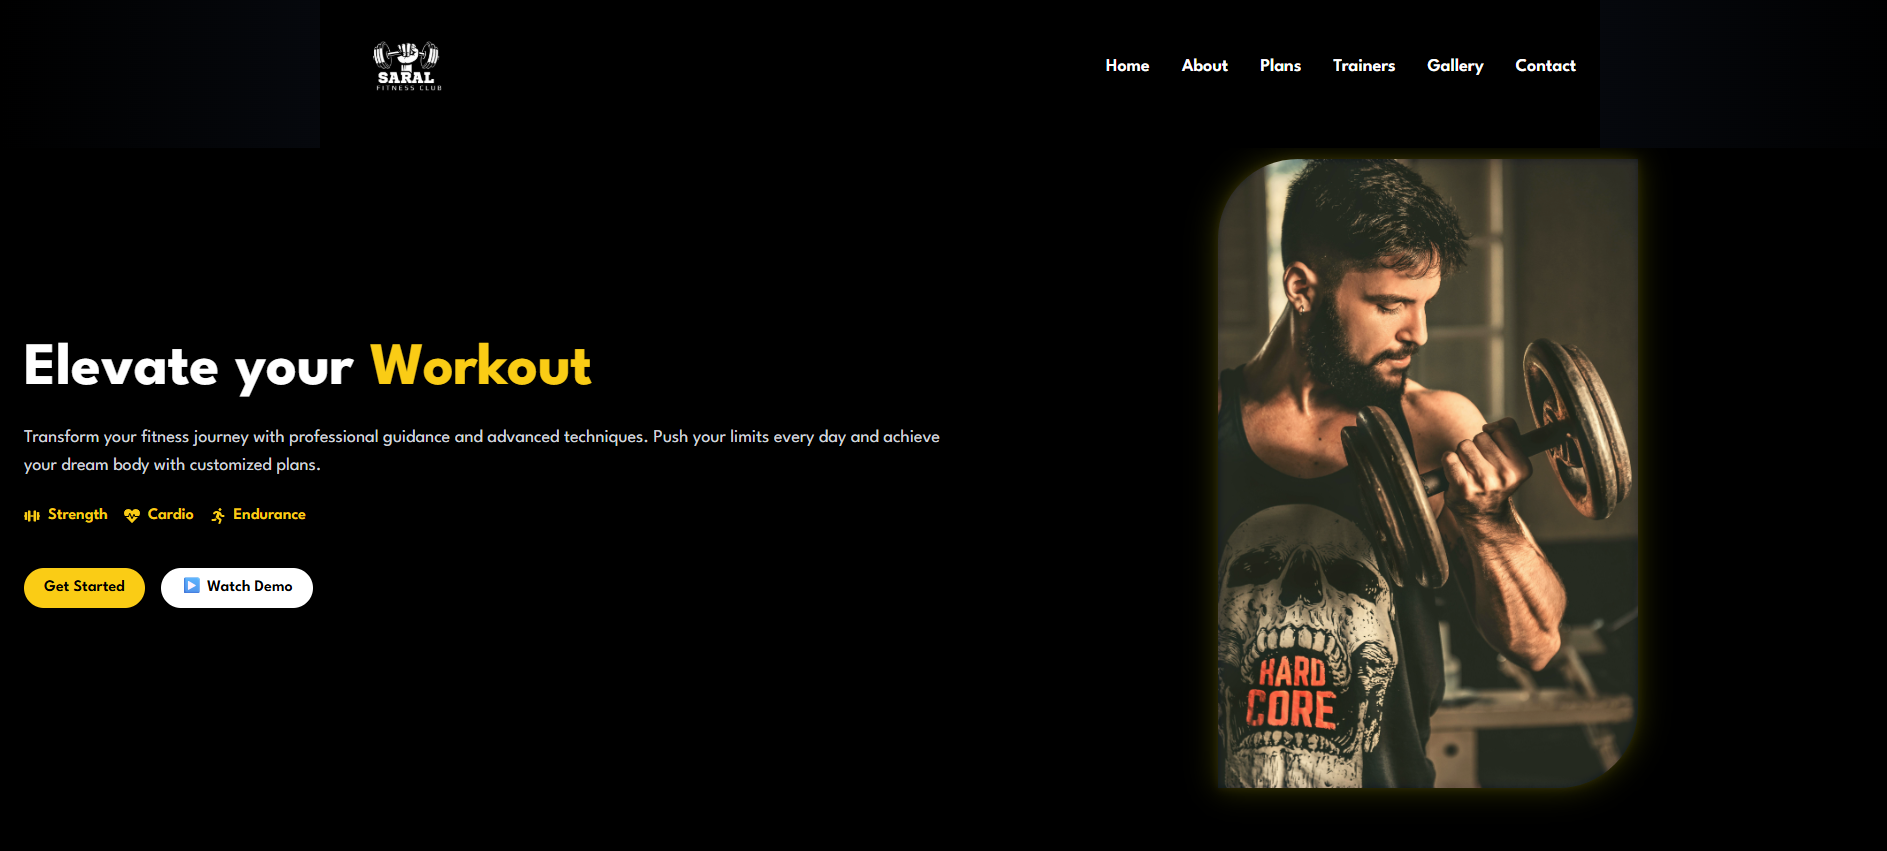 SARAL
FITNESS CLUB
Home About Plans Trainers Gallery Contact
Elevate your Workout
Transform your fitness journey with professional guidance and advanced techniques. Push your limits every day and achieve
your dream body with customized plans.
Strength Cardio Endurance
Get Started Watch Demo
HARD
CORE